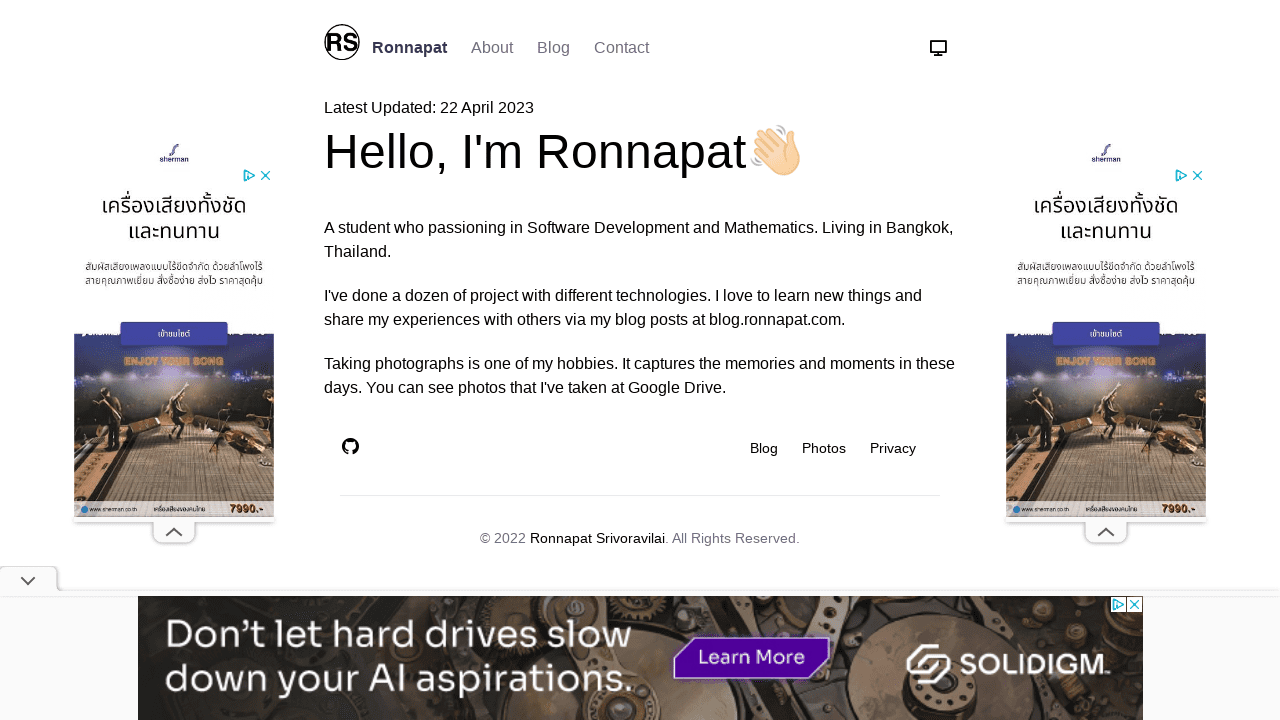 RS Ronnapat About Blog Contact
Latest Updated: 22 April 2023
Hello, I'm Ronnapat
A student who passioning in Software Development and Mathematics. Living in Bangkok,
Thailand.
I've done a dozen of project with different technologies. I love to learn new things and
share my experiences with others via my blog posts at blog.ronnapat.com.
Taking photographs is one of my hobbies. It captures the memories and moments in these
days. You can see photos that I've taken at Google Drive.
Blog Photos Privacy
© 2022 Ronnapat Srivoravilai. All Rights Reserved.
sherman
เครื่องเสียงทั้งชัด
และทนทาน
สัมผัสเสียงเพลงแบบไร้ขีดจำกัด ด้วยลำโพงไร้
สายคุณภาพเยี่ยม สั่งซื้อง่าย ส่งไว ราคาสุดคุ้ม
เข้าชมไซต์
ENJOY YOUR SONG
www.sherman.co.th เครื่องเสียงของคนไทย 7990.-
sherman
เครื่องเสียงทั้งชัด
และทนทาน
สัมผัสเสียงเพลงแบบไร้ขีดจำกัด ด้วยลำโพงไร้
สายคุณภาพเยี่ยม สั่งซื้อง่าย ส่งไว ราคาสุดคุ้ม
เข้าชมไซต์
ENJOY YOUR SONG
www.sherman.co.th เครื่องเสียงของคนไทย 7990.-
Don't let hard drives slow
down your AI aspirations.
Learn More
SOLIDIGM